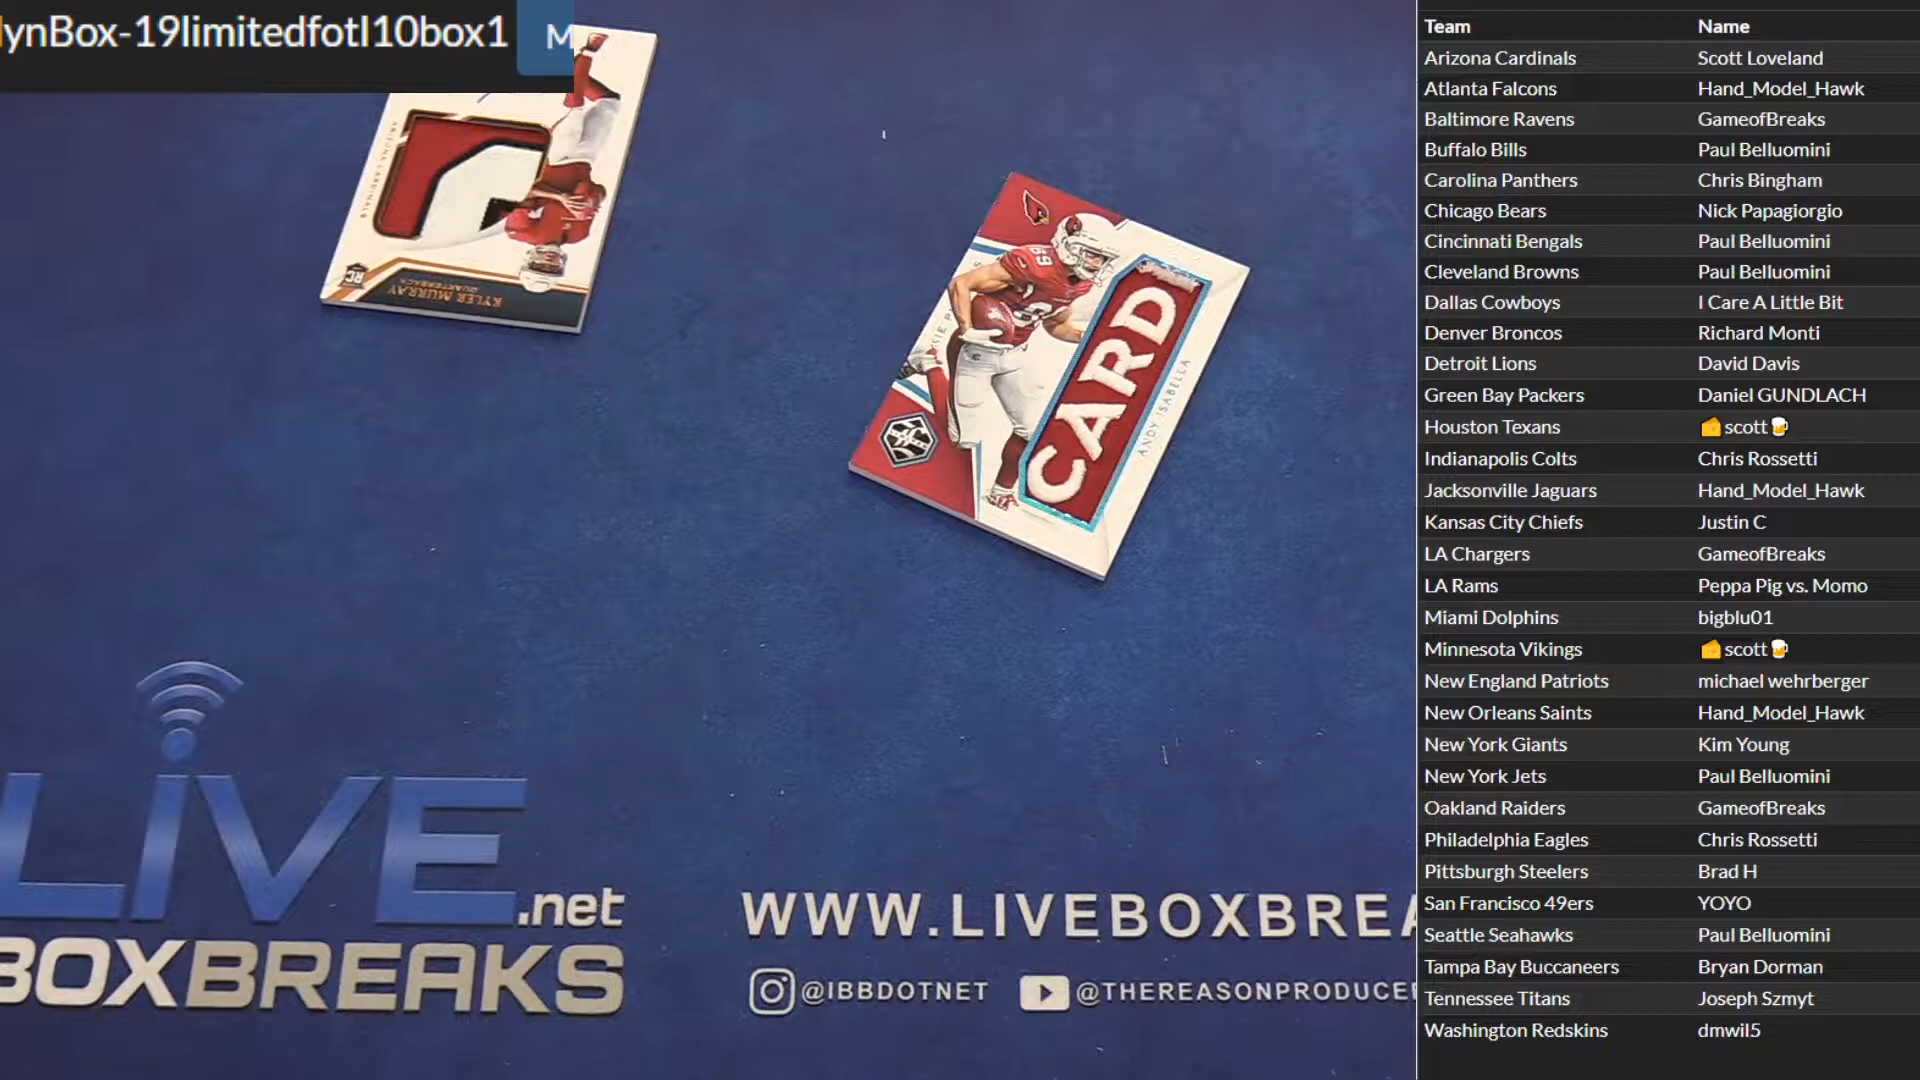 lynBox-19limitedfotl10box1 M
ARIZONA CARDINALS
RC
KYLER MURRAY
QUARTERBACK
89
CARD
ANDY ISABELLA
LIVE
.net
BOXBREAKS
WWW.LIVEBOXBREA
@IBBDOTNET
@THEREASONPRODUCE
Team Name
Arizona Cardinals Scott Loveland
Atlanta Falcons Hand_Model_Hawk
Baltimore Ravens GameofBreaks
Buffalo Bills Paul Belluomini
Carolina Panthers Chris Bingham
Chicago Bears Nick Papagiorgio
Cincinnati Bengals Paul Belluomini
Cleveland Browns Paul Belluomini
Dallas Cowboys I Care A Little Bit
Denver Broncos Richard Monti
Detroit Lions David Davis
Green Bay Packers Daniel GUNDLACH
Houston Texans 🧀scott🍺
Indianapolis Colts Chris Rossetti
Jacksonville Jaguars Hand_Model_Hawk
Kansas City Chiefs Justin C
LA Chargers GameofBreaks
LA Rams Peppa Pig vs. Momo
Miami Dolphins bigblu01
Minnesota Vikings 🧀scott🍺
New England Patriots michael wehrberger
New Orleans Saints Hand_Model_Hawk
New York Giants Kim Young
New York Jets Paul Belluomini
Oakland Raiders GameofBreaks
Philadelphia Eagles Chris Rossetti
Pittsburgh Steelers Brad H
San Francisco 49ers YOYO
Seattle Seahawks Paul Belluomini
Tampa Bay Buccaneers Bryan Dorman
Tennessee Titans Joseph Szmyt
Washington Redskins dmwil5